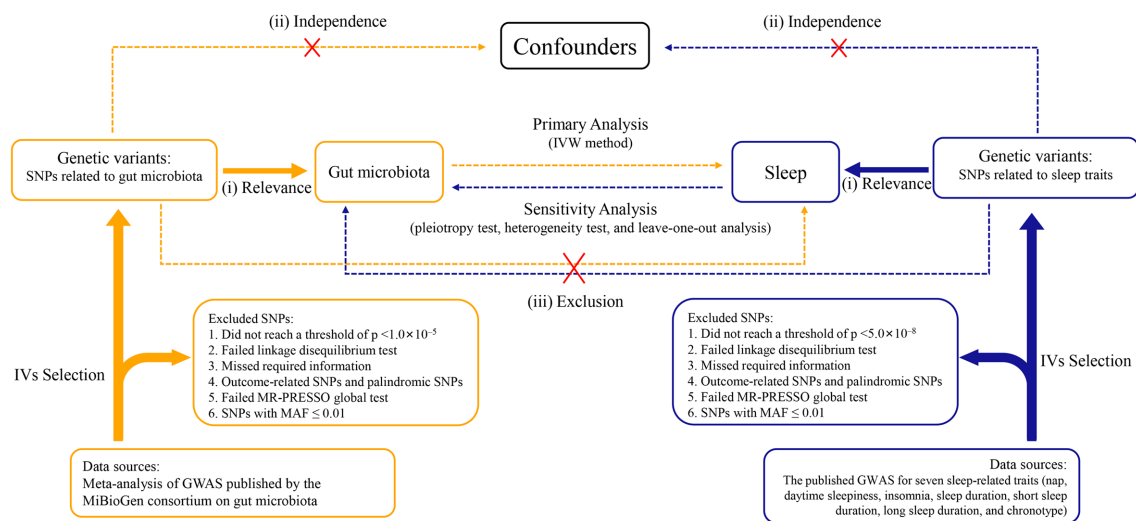 (ii) Independence
(ii) Independence
Confounders
Primary Analysis
(IVW method)
Genetic variants:
SNPs related to gut microbiota
(i) Relevance
Gut microbiota
Sleep
(i) Relevance
Genetic variants:
SNPs related to sleep traits
Sensitivity Analysis
(pleiotropy test, heterogeneity test, and leave-one-out analysis)
(iii) Exclusion
IVs Selection
Excluded SNPs:
1. Did not reach a threshold of p <1.0×10⁻⁵
2. Failed linkage disequilibrium test
3. Missed required information
4. Outcome-related SNPs and palindromic SNPs
5. Failed MR-PRESSO global test
6. SNPs with MAF ≤ 0.01
Excluded SNPs:
1. Did not reach a threshold of p <5.0×10⁻⁸
2. Failed linkage disequilibrium test
3. Missed required information
4. Outcome-related SNPs and palindromic SNPs
5. Failed MR-PRESSO global test
6. SNPs with MAF ≤ 0.01
IVs Selection
Data sources:
Meta-analysis of GWAS published by the
MiBioGen consortium on gut microbiota
Data sources:
The published GWAS for seven sleep-related traits (nap,
daytime sleepiness, insomnia, sleep duration, short sleep
duration, long sleep duration, and chronotype)